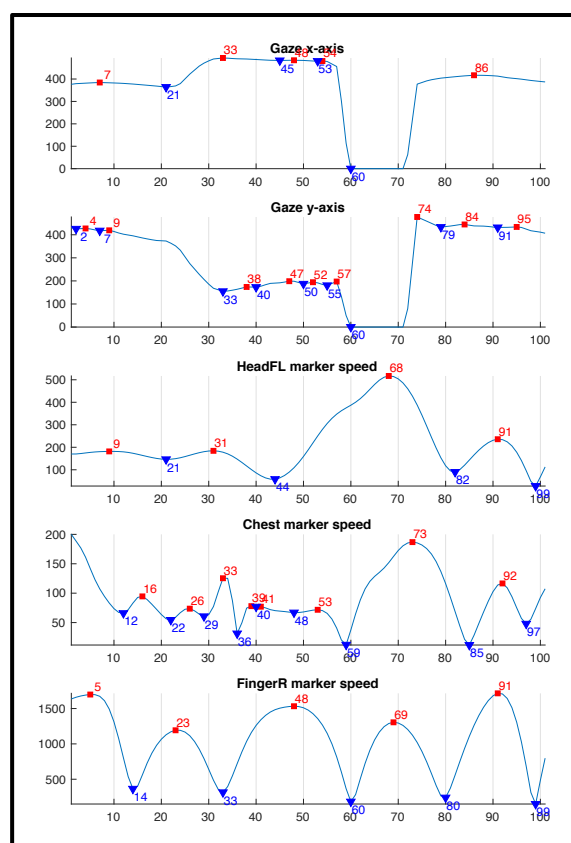 Gaze x-axis
7 33 48 54 86
400
300
200
100
0
21 45 53 60
10 20 30 40 50 60 70 80 90 100
Gaze y-axis
4 9 38 47 52 57 74 84 95
400
300
200
100
0
2 7 33 40 50 55 60 79 91
10 20 30 40 50 60 70 80 90 100
HeadFL marker speed
9 31 68 91
500
400
300
200
100
21 44 82 99
10 20 30 40 50 60 70 80 90 100
Chest marker speed
16 26 33 39 41 53 73 92
200
150
100
50
12 22 29 36 40 48 59 85 97
10 20 30 40 50 60 70 80 90 100
FingerR marker speed
5 23 48 69 91
1500
1000
500
14 33 60 80 99
10 20 30 40 50 60 70 80 90 100